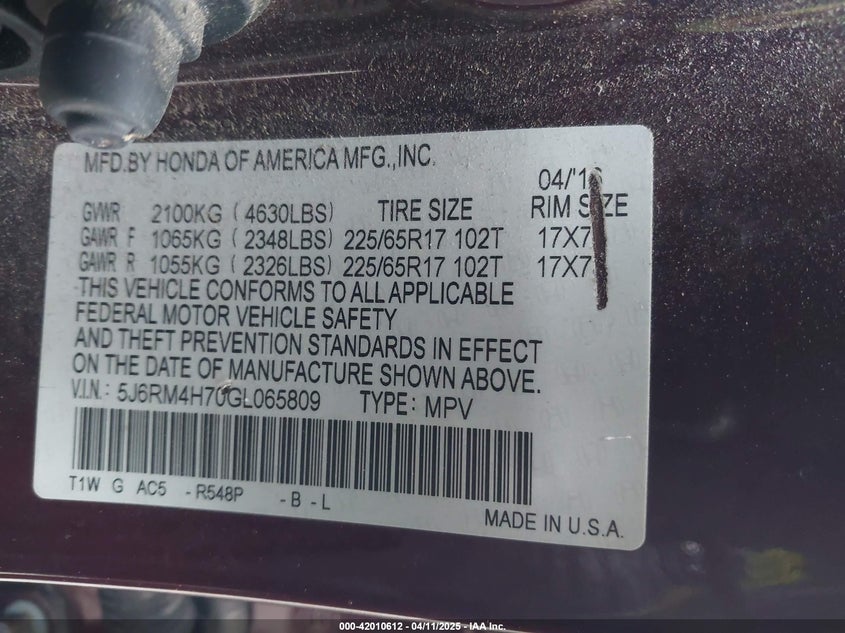 MFD.BY HONDA OF AMERICA MFG.,INC.
04/'16
GVWR 2100KG ( 4630LBS) TIRE SIZE RIM SIZE
GAWR F 1065KG ( 2348LBS) 225/65R17 102T 17X7
GAWR R 1055KG ( 2326LBS) 225/65R17 102T 17X7
THIS VEHICLE CONFORMS TO ALL APPLICABLE
FEDERAL MOTOR VEHICLE SAFETY
AND THEFT PREVENTION STANDARDS IN EFFECT
ON THE DATE OF MANUFACTURE SHOWN ABOVE.
V.I.N.: 5J6RM4H70GL065809 TYPE: MPV
T1W G AC5 -R548P -B -L
MADE IN U.S.A.
000-42010612 - 04/11/2025 - IAA Inc.